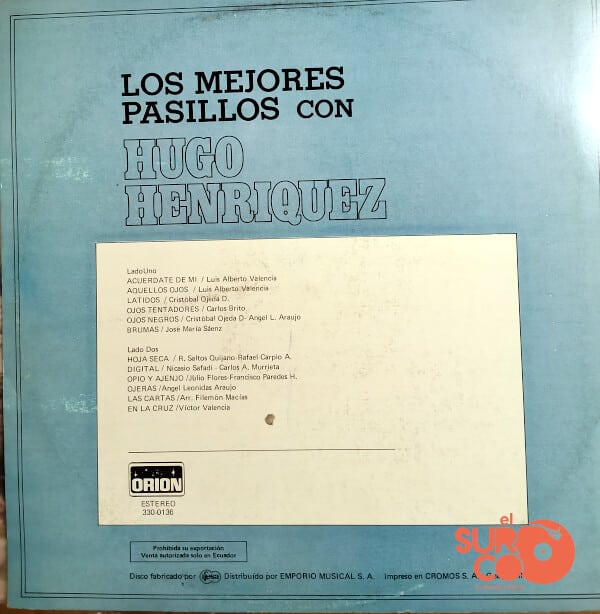 LOS MEJORES
PASILLOS CON
HUGO
HENRIQUEZ
Lado Uno
ACUERDATE DE MI / Luis Alberto Valencia
AQUELLOS OJOS / Luis Alberto Valencia
LATIDOS / Cristóbal Ojeda D.
OJOS TENTADORES / Carlos Brito
OJOS NEGROS / Cristóbal Ojeda D- Angel L. Araujo
BRUMAS / José María Sáenz
Lado Dos
HOJA SECA / R. Saltos Quijano-Rafael Carpio A.
DIGITAL / Nicasio Safadi - Carlos A. Murrieta
OPIO Y AJENJO /Julio Flores-Francisco Paredes H.
OJERAS /Angel Leonidas Araujo
LAS CARTAS /Arr. Filemón Macías
EN LA CRUZ /Víctor Valencia
ORION
ESTEREO
330-0136
Prohibida su exportación
Venta autorizada solo en Ecuador
Disco fabricado por Distribuído por EMPORIO MUSICAL S. A. Impreso en CROMOS S. A.
el
SURCO